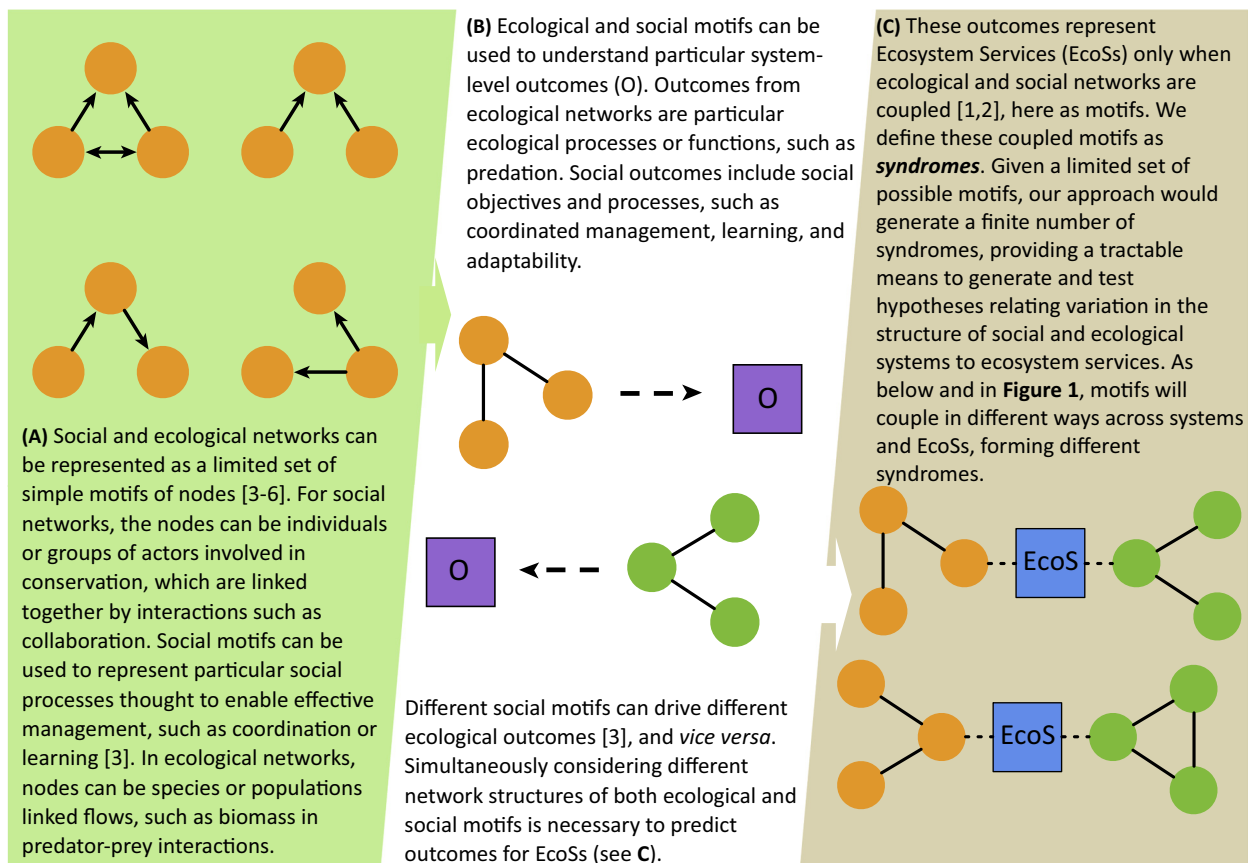 (A) Social and ecological networks can
be represented as a limited set of
simple motifs of nodes [3-6]. For social
networks, the nodes can be individuals
or groups of actors involved in
conservation, which are linked
together by interactions such as
collaboration. Social motifs can be
used to represent particular social
processes thought to enable effective
management, such as coordination or
learning [3]. In ecological networks,
nodes can be species or populations
linked flows, such as biomass in
predator-prey interactions.
(B) Ecological and social motifs can be
used to understand particular system-
level outcomes (O). Outcomes from
ecological networks are particular
ecological processes or functions, such as
predation. Social outcomes include social
objectives and processes, such as
coordinated management, learning, and
adaptability.
O
O
Different social motifs can drive different
ecological outcomes [3], and vice versa.
Simultaneously considering different
network structures of both ecological and
social motifs is necessary to predict
outcomes for EcoSs (see C).
(C) These outcomes represent
Ecosystem Services (EcoSs) only when
ecological and social networks are
coupled [1,2], here as motifs. We
define these coupled motifs as
syndromes. Given a limited set of
possible motifs, our approach would
generate a finite number of
syndromes, providing a tractable
means to generate and test
hypotheses relating variation in the
structure of social and ecological
systems to ecosystem services. As
below and in Figure 1, motifs will
couple in different ways across systems
and EcoSs, forming different
syndromes.
EcoS
EcoS